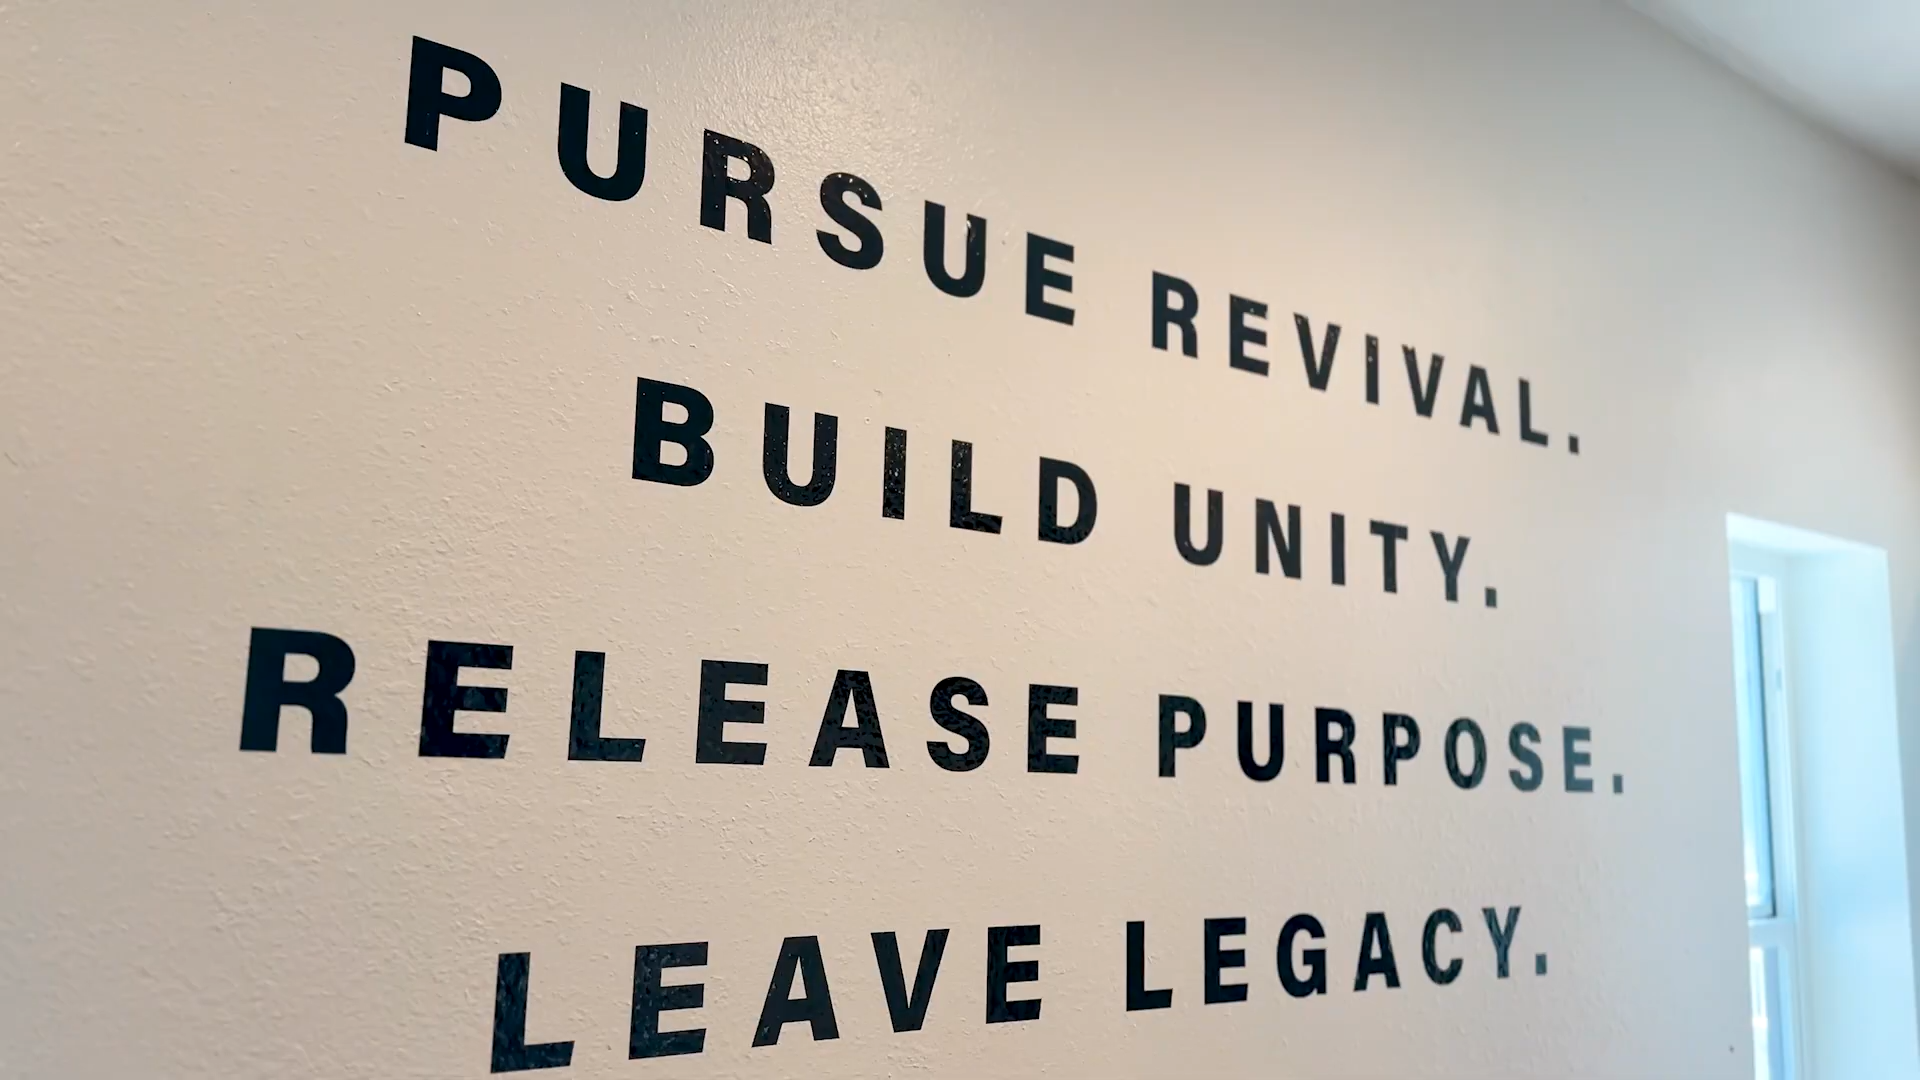 PURSUE REVIVAL.
BUILD UNITY.
RELEASE PURPOSE.
LEAVE LEGACY.